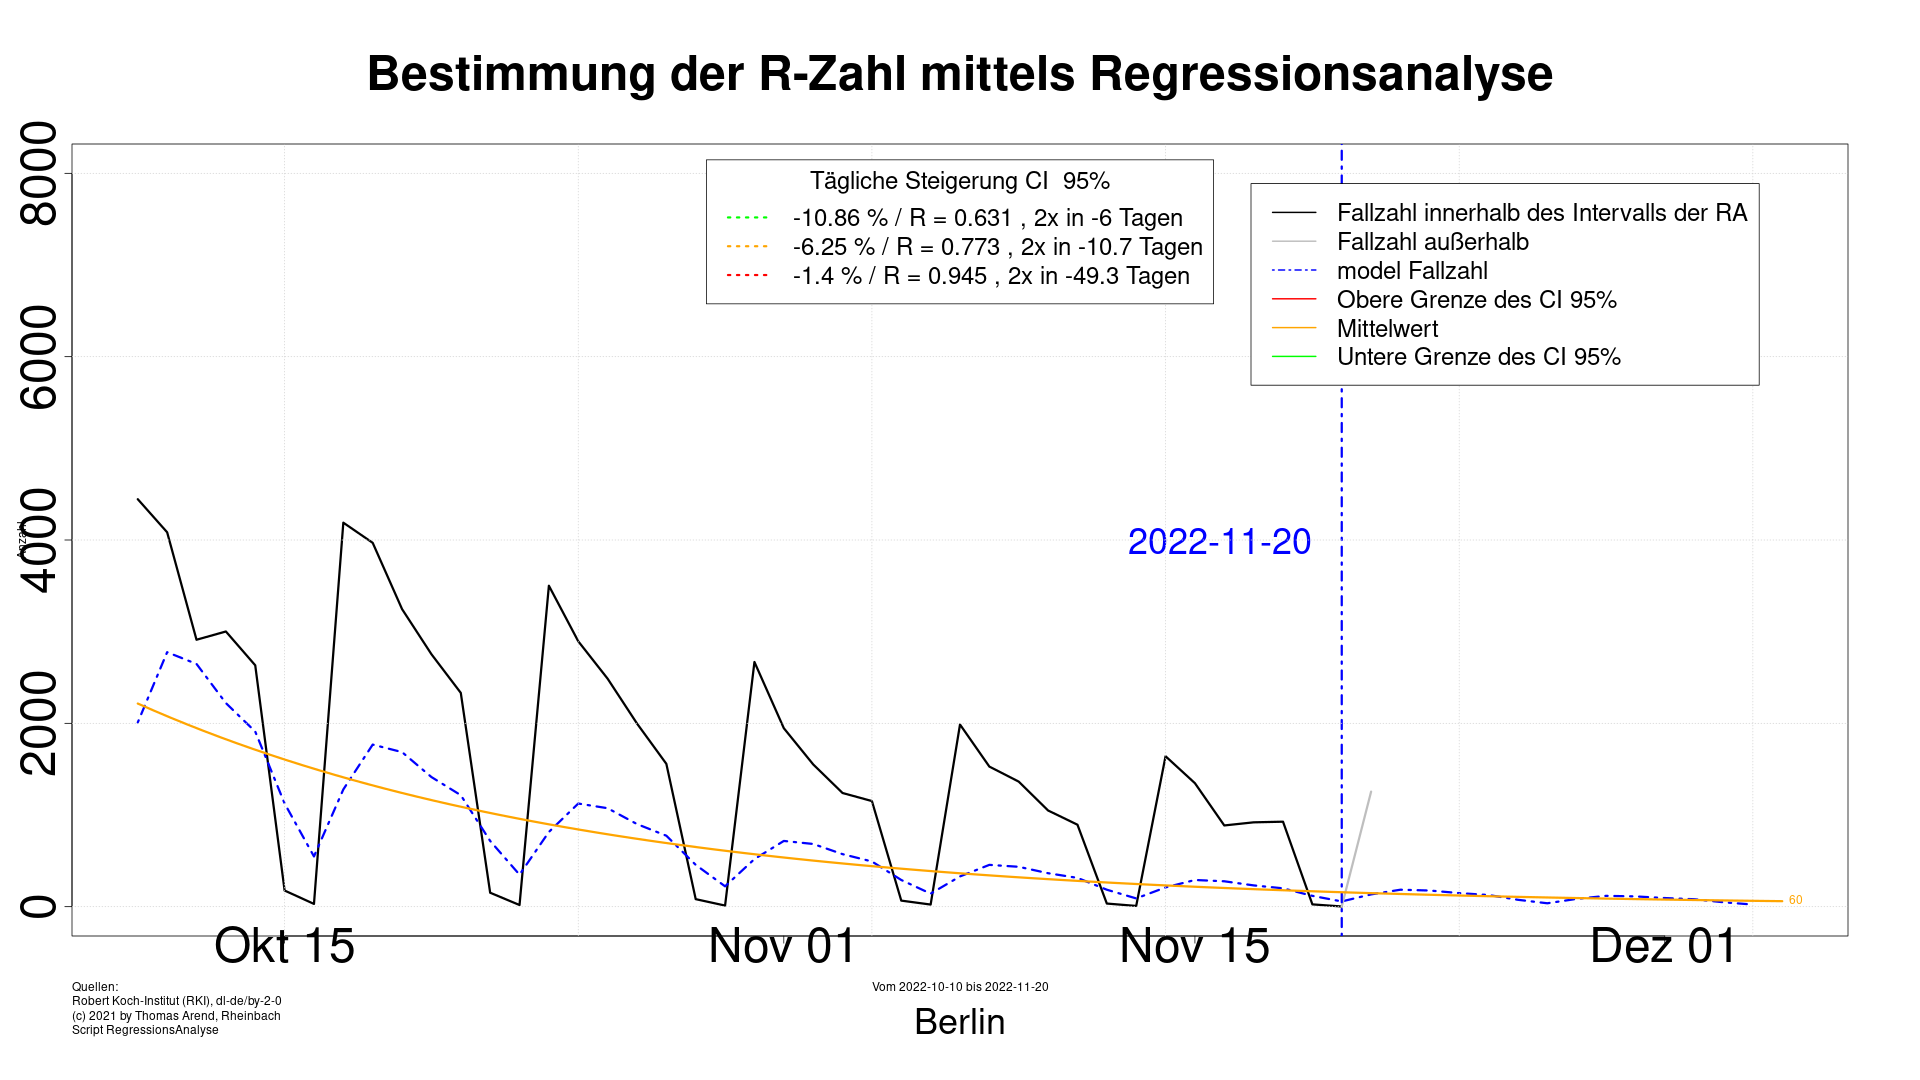 Bestimmung der R-Zahl mittels Regressionsanalyse
Anzahl
8000
6000
4000
2000
0
Tägliche Steigerung CI  95%
-10.86 % / R = 0.631 , 2x in -6 Tagen
-6.25 % / R = 0.773 , 2x in -10.7 Tagen
-1.4 % / R = 0.945 , 2x in -49.3 Tagen
Fallzahl innerhalb des Intervalls der RA
Fallzahl außerhalb
model Fallzahl
Obere Grenze des CI 95%
Mittelwert
Untere Grenze des CI 95%
2022-11-20
60
Okt 15 Nov 01 Nov 15 Dez 01
Quellen:
Robert Koch-Institut (RKI), dl-de/by-2-0
(c) 2021 by Thomas Arend, Rheinbach
Script RegressionsAnalyse
Vom 2022-10-10 bis 2022-11-20
Berlin